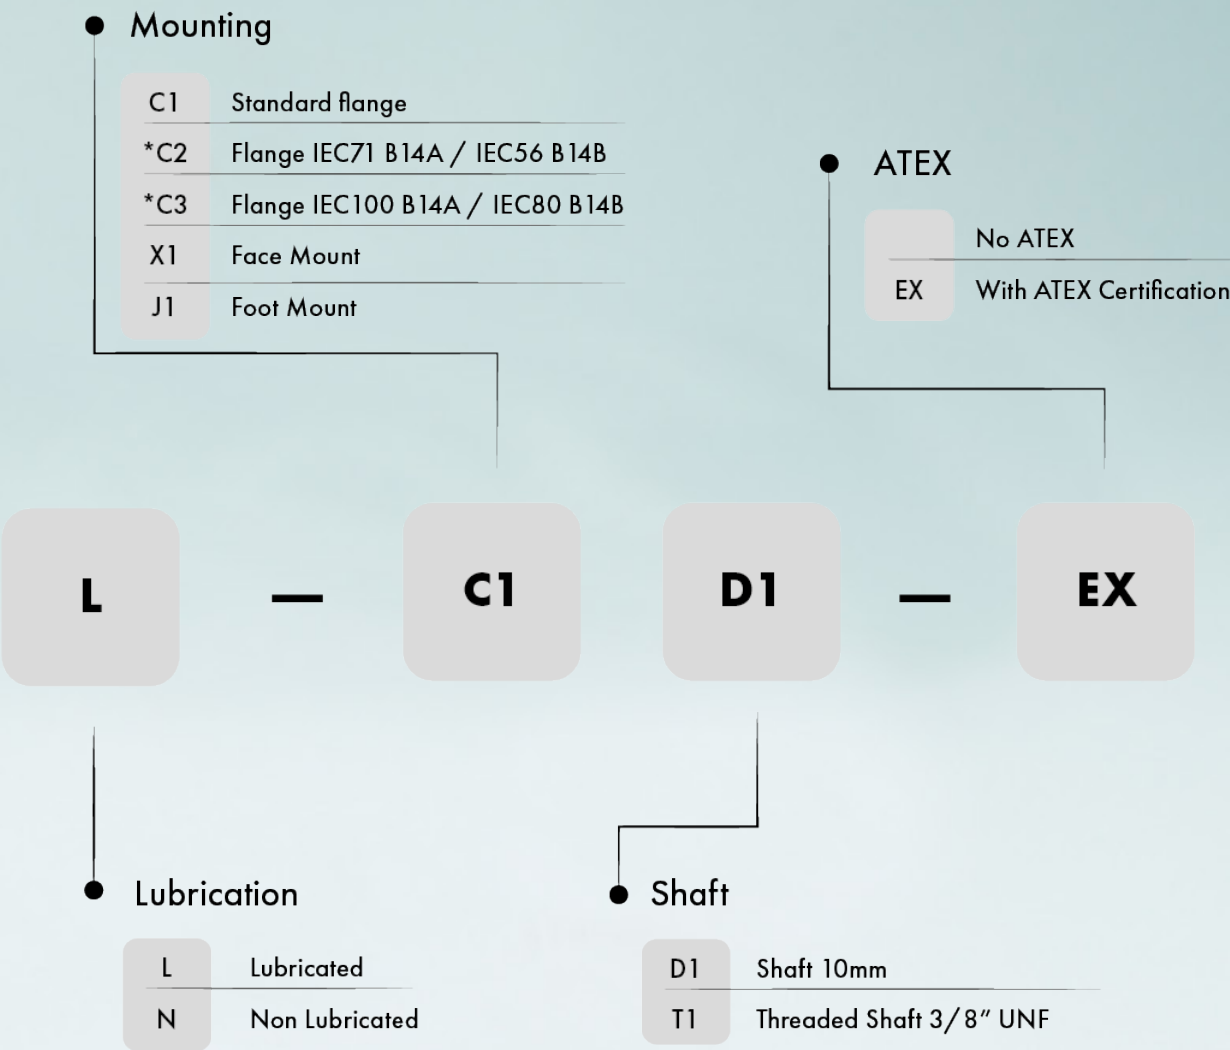 Mounting
C1 Standard flange
*C2 Flange IEC71 B14A / IEC56 B14B
*C3 Flange IEC100 B14A / IEC80 B14B
X1 Face Mount
J1 Foot Mount
ATEX
No ATEX
EX With ATEX Certification
L — C1 D1 — EX
Lubrication
L Lubricated
N Non Lubricated
Shaft
D1 Shaft 10mm
T1 Threaded Shaft 3/8” UNF